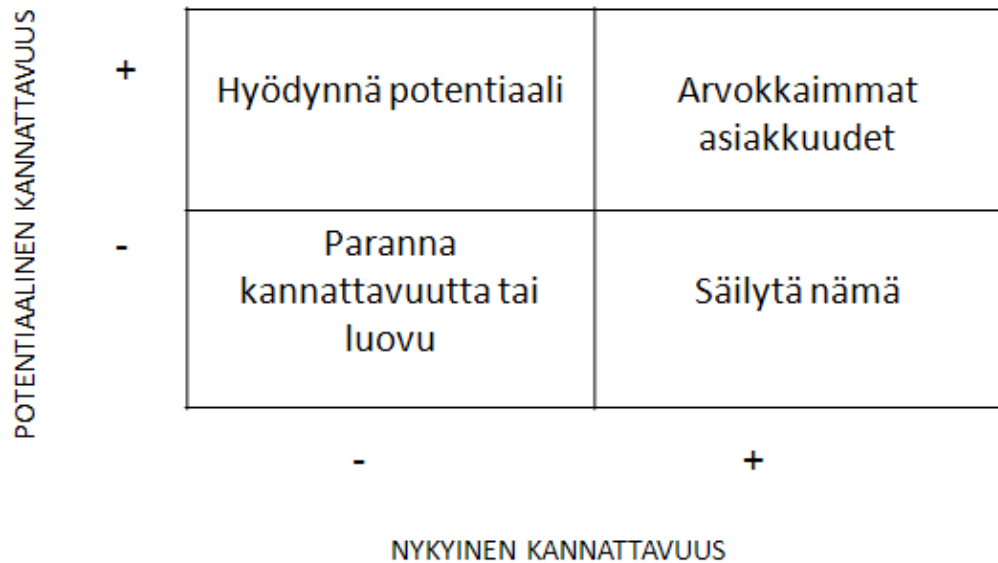 POTENTIAALINEN KANNATTAVUUS
+
Hyödynnä potentiaali
Arvokkaimmat
asiakkuudet
-
Paranna
kannattavuutta tai
luovu
Säilytä nämä
-
+
NYKYINEN KANNATTAVUUS